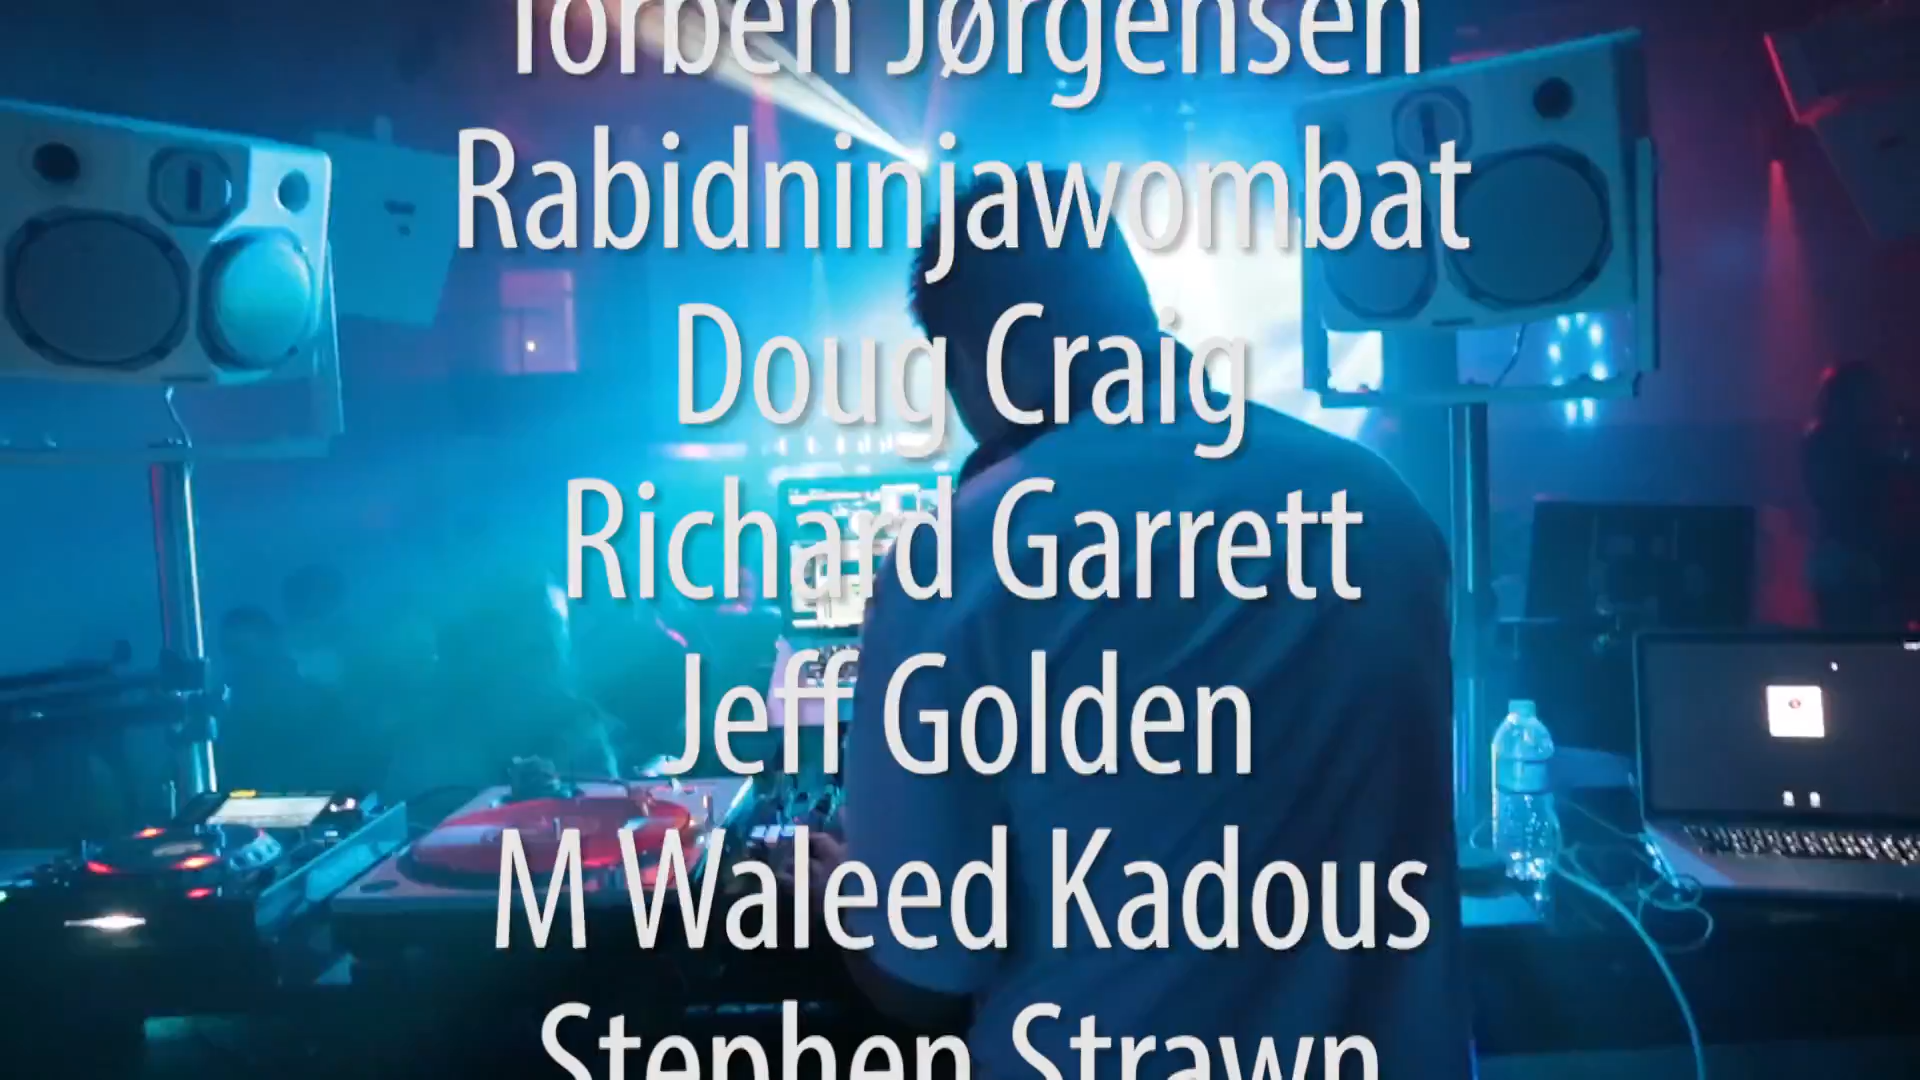 Torben Jørgensen
Rabidninjawombat
Doug Craig
Richard Garrett
Jeff Golden
M Waleed Kadous
Stephen Strawn